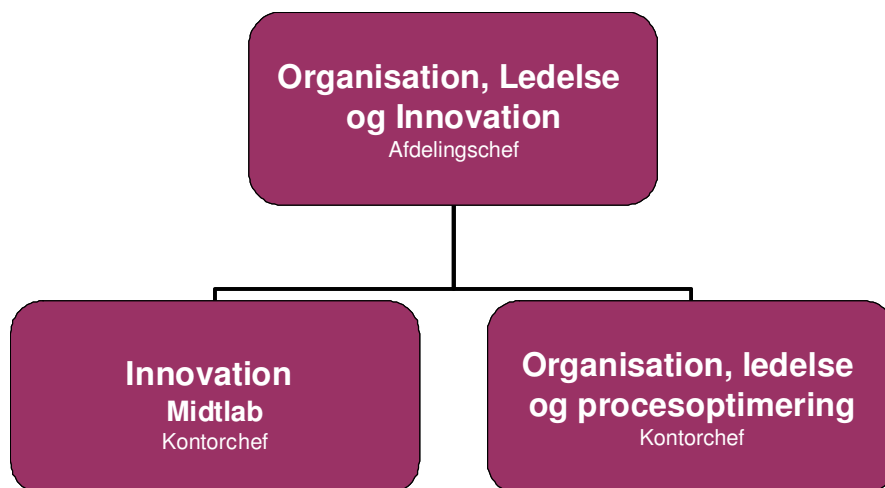 Organisation, Ledelse
og Innovation
Afdelingschef
Innovation
Midtlab
Kontorchef
Organisation, ledelse
og procesoptimering
Kontorchef